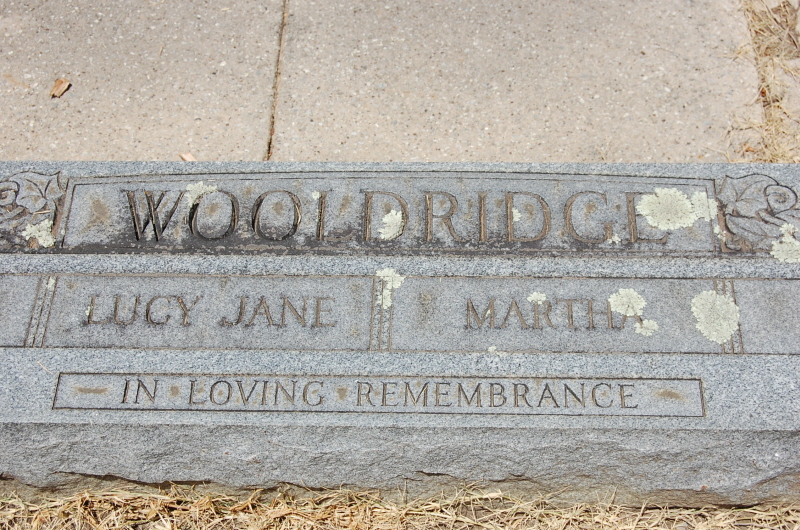 WOOLDRIDGE
LUCY JANE MARTHA
IN LOVING REMEMBRANCE